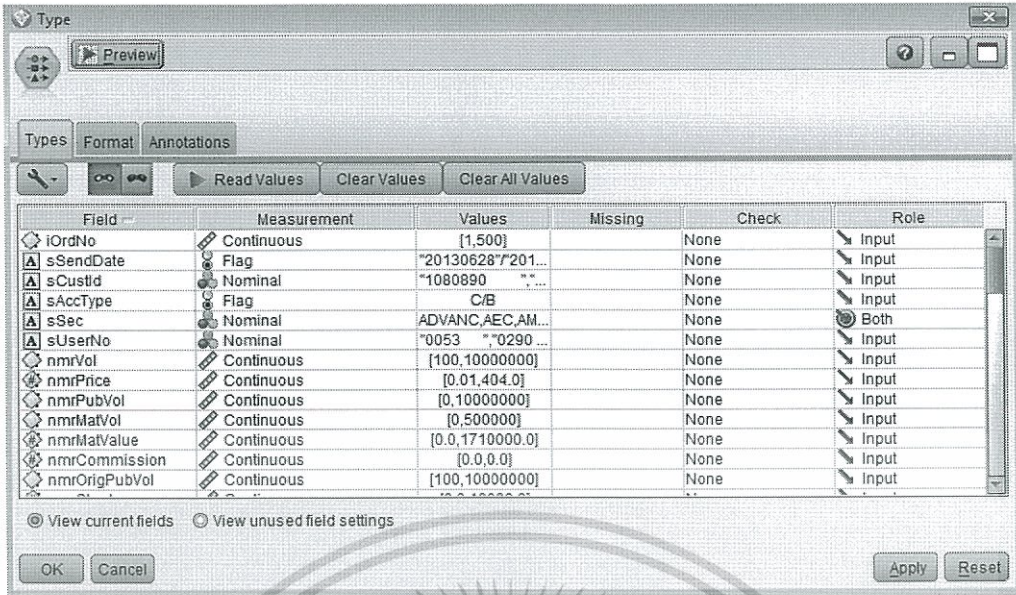 Type
Preview
Types Format Annotations
Read Values Clear Values Clear All Values
Field Measurement Values Missing Check Role
iOrdNo Continuous [1,500] None Input
sSendDate Flag "20130628"/"201... None Input
sCustId Nominal "1080890 ","... None Input
sAccType Flag C/B None Input
sSec Nominal ADVANC,AEC,AM... None Both
sUserNo Nominal "0053 ","0290 ... None Input
nmrVol Continuous [100,10000000] None Input
nmrPrice Continuous [0.01,404.0] None Input
nmrPubVol Continuous [0,10000000] None Input
nmrMatVol Continuous [0,500000] None Input
nmrMatValue Continuous [0.0,1710000.0] None Input
nmrCommission Continuous [0.0,0.0] None Input
nmrOrigPubVol Continuous [100,10000000] None Input
View current fields View unused field settings
OK Cancel Apply Reset